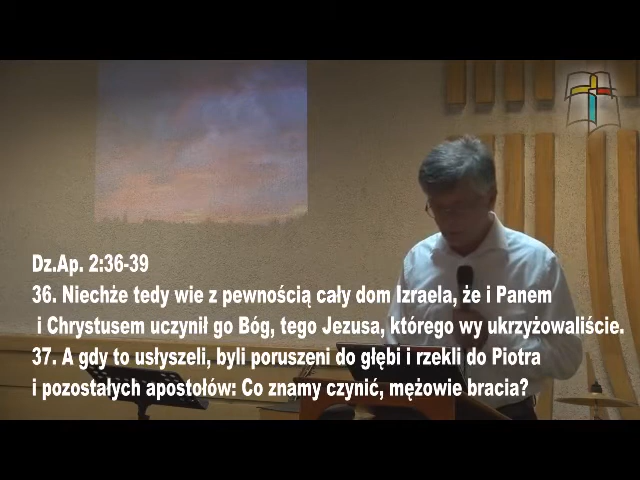 Dz.Ap. 2:36-39
36. Niechże tedy wie z pewnością cały dom Izraela, że i Panem
i Chrystusem uczynił go Bóg, tego Jezusa, którego wy ukrzyżowaliście.
37. A gdy to usłyszeli, byli poruszeni do głębi i rzekli do Piotra
i pozostałych apostołów: Co znamy czynić, mężowie bracia?